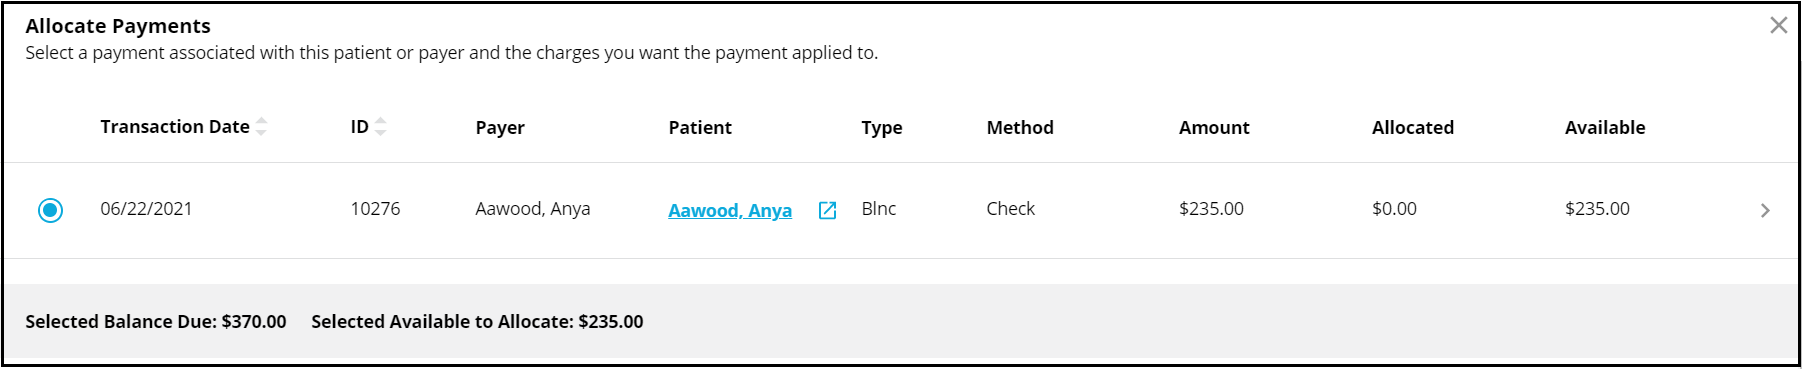 Allocate Payments
Select a payment associated with this patient or payer and the charges you want the payment applied to.
Transaction Date ID Payer Patient Type Method Amount Allocated Available
06/22/2021 10276 Aawood, Anya Aawood, Anya Blnc Check $235.00 $0.00 $235.00
Selected Balance Due: $370.00 Selected Available to Allocate: $235.00